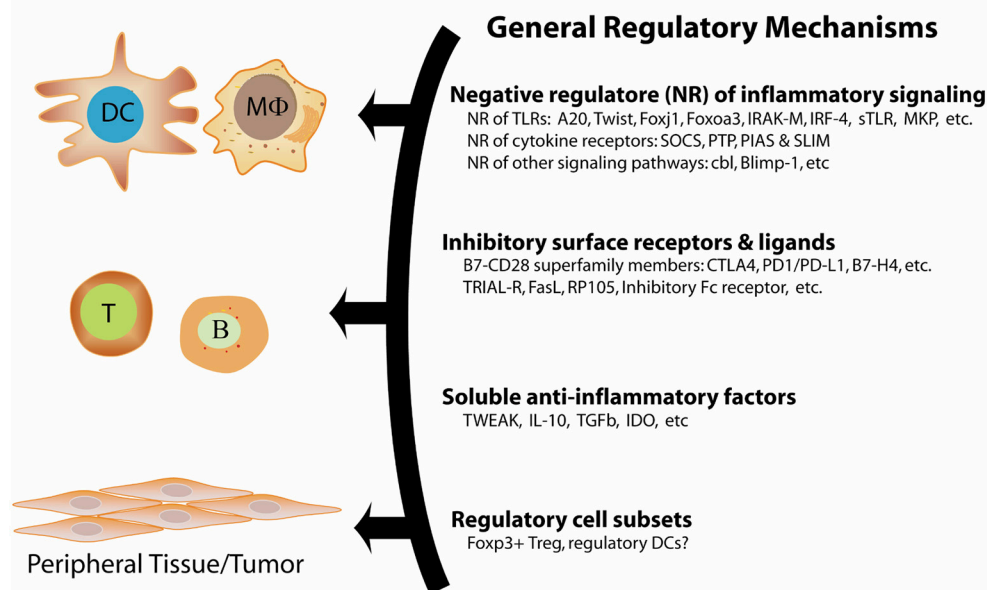 General Regulatory Mechanisms
DC
MΦ
Negative regulatore (NR) of inflammatory signaling
NR of TLRs: A20, Twist, Foxj1, Foxoa3, IRAK-M, IRF-4, sTLR, MKP, etc.
NR of cytokine receptors: SOCS, PTP, PIAS & SLIM
NR of other signaling pathways: cbl, Blimp-1, etc
Inhibitory surface receptors & ligands
B7-CD28 superfamily members: CTLA4, PD1/PD-L1, B7-H4, etc.
TRIAL-R, FasL, RP105, Inhibitory Fc receptor, etc.
T
B
Soluble anti-inflammatory factors
TWEAK, IL-10, TGFb, IDO, etc
Regulatory cell subsets
Foxp3+ Treg, regulatory DCs?
Peripheral Tissue/Tumor